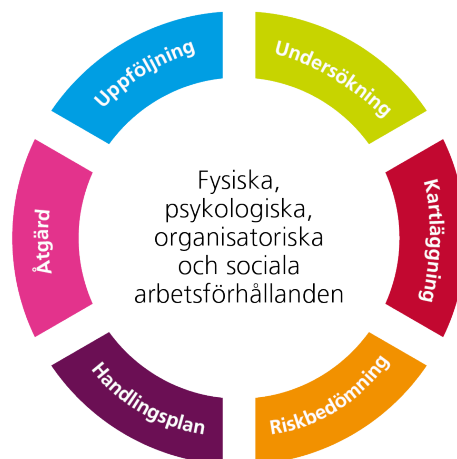 Undersökning
Kartläggning
Riskbedömning
Handlingsplan
Åtgärd
Uppföljning
Fysiska,
psykologiska,
organisatoriska
och sociala
arbetsförhållanden